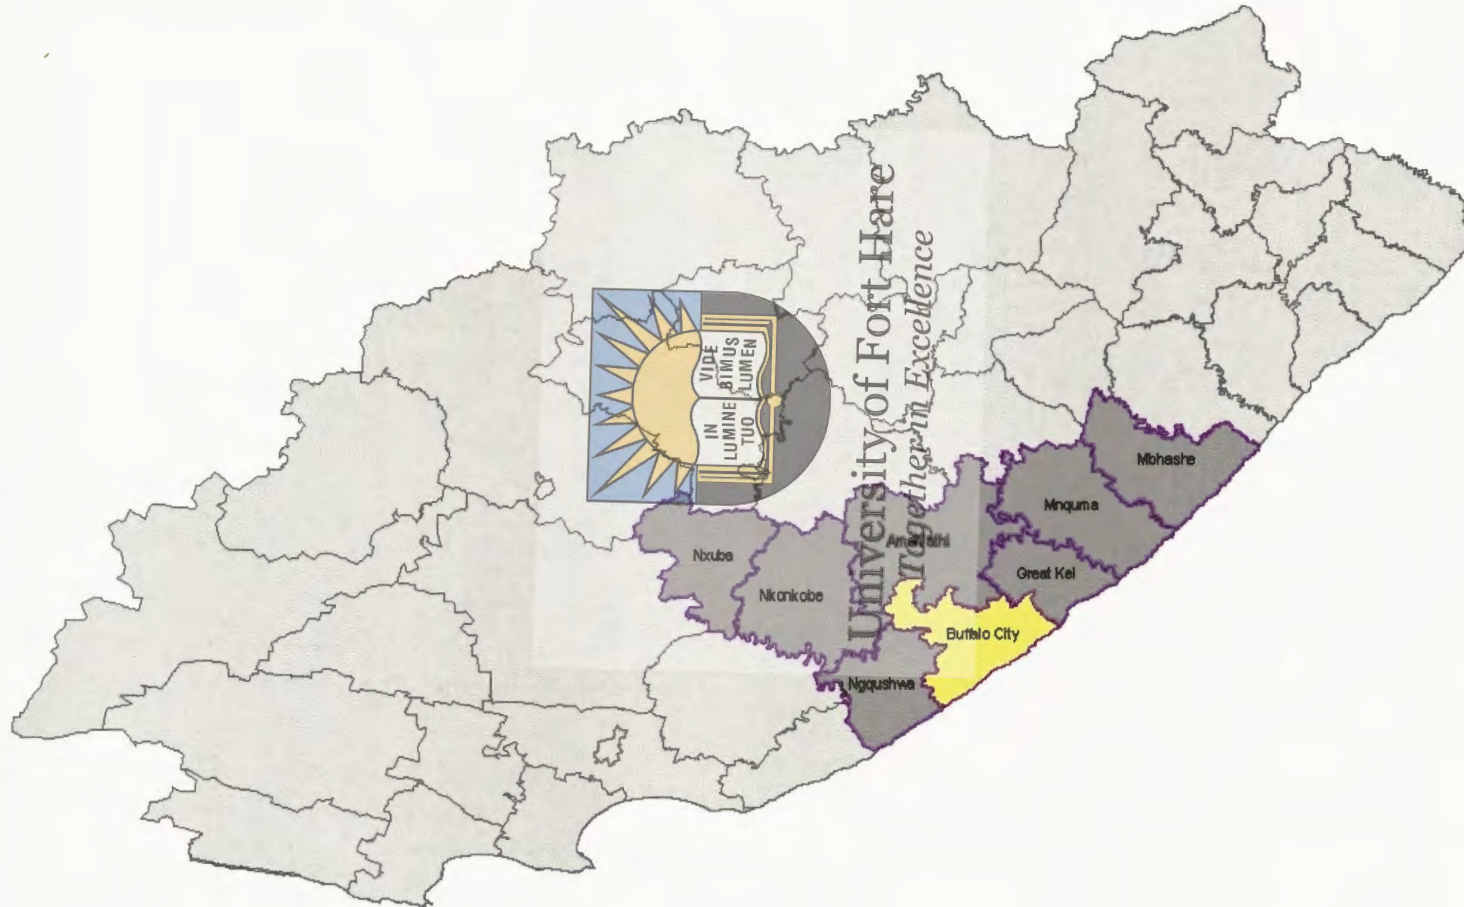 Mbhashe
Mnquma
Amahlathi
Great Kei
Nxuba
Nkonkobe
Buffalo City
Ngqushwa
University of Fort Hare
Together in Excellence
IN
LUMINE
TUO
VIDE
BIMUS
LUMEN